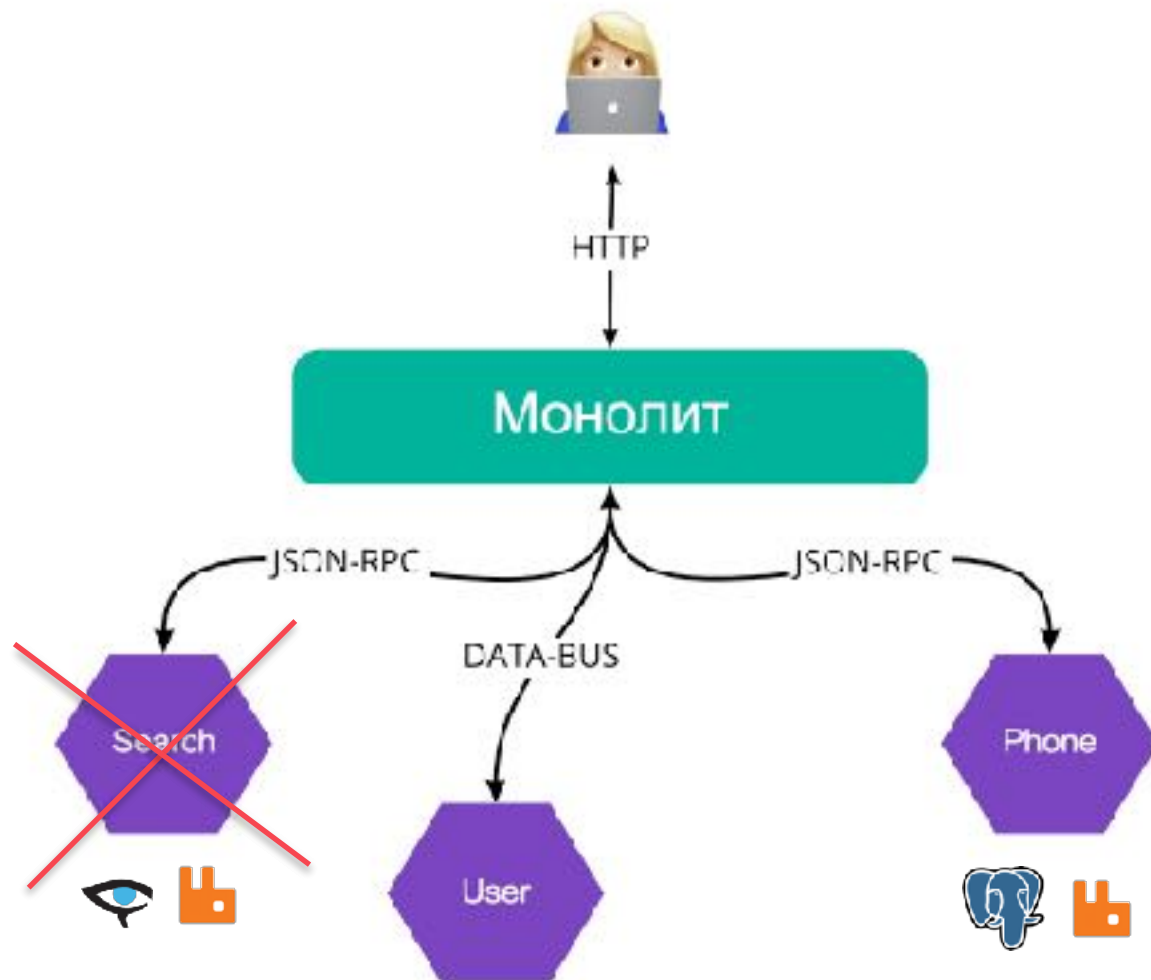 HTTP
Монолит
JSON-RPC
JSON-RPC
DATA-BUS
Search
Phone
User